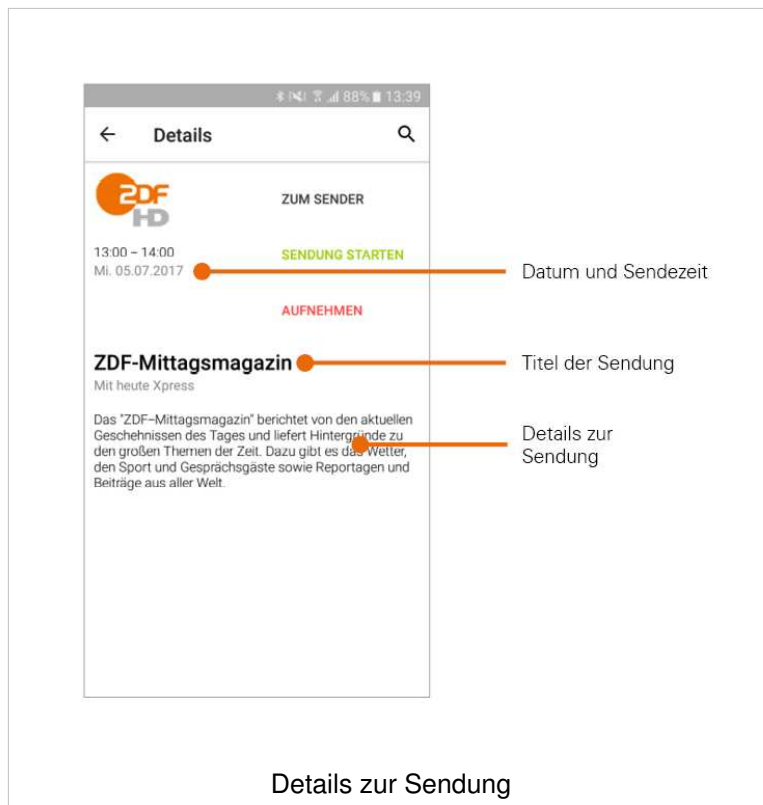 88% 13:39
Details
ZDF
HD
ZUM SENDER
13:00 – 14:00
SENDUNG STARTEN
Mi. 05.07.2017
Datum und Sendezeit
AUFNEHMEN
ZDF-Mittagsmagazin
Titel der Sendung
Mit heute Xpress
Das "ZDF-Mittagsmagazin" berichtet von den aktuellen
Geschehnissen des Tages und liefert Hintergründe zu
den großen Themen der Zeit. Dazu gibt es das Wetter,
den Sport und Gesprächsgäste sowie Reportagen und
Beiträge aus aller Welt.
Details zur
Sendung
Details zur Sendung